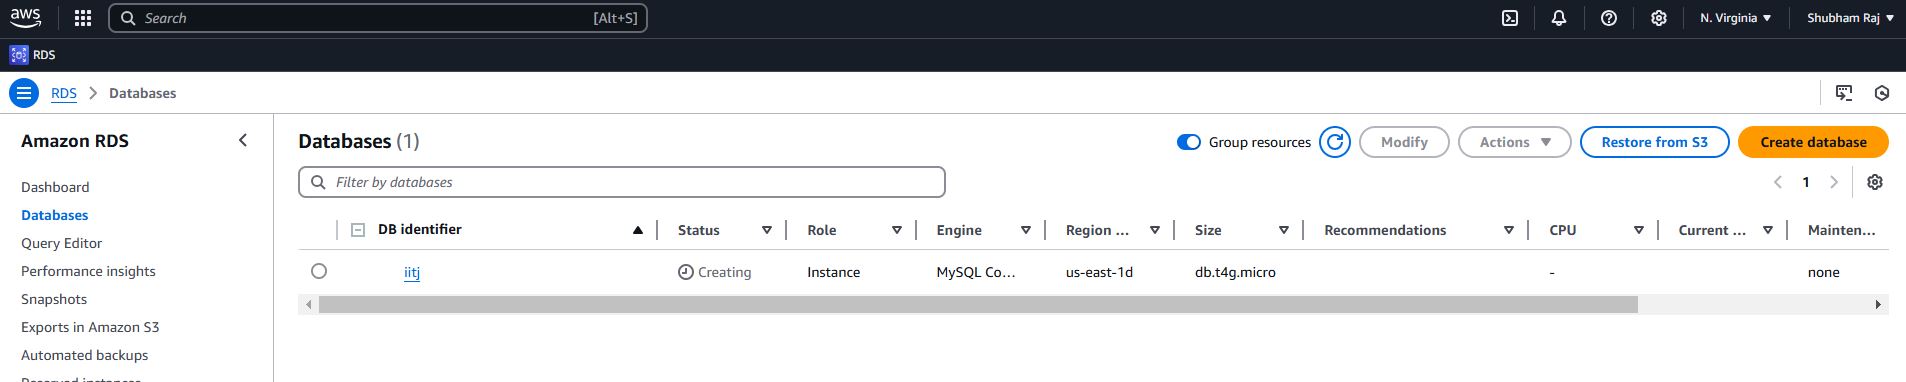 aws Search [Alt+S] N. Virginia ▼ Shubham Raj ▼
RDS
RDS > Databases
Amazon RDS
Dashboard
Databases
Query Editor
Performance insights
Snapshots
Exports in Amazon S3
Automated backups
Reserved instances
Databases (1) Group resources Modify Actions ▼ Restore from S3 Create database
Filter by databases < 1 >
DB identifier Status Role Engine Region ... Size Recommendations CPU Current ... Mainten...
iitj Creating Instance MySQL Co... us-east-1d db.t4g.micro - none